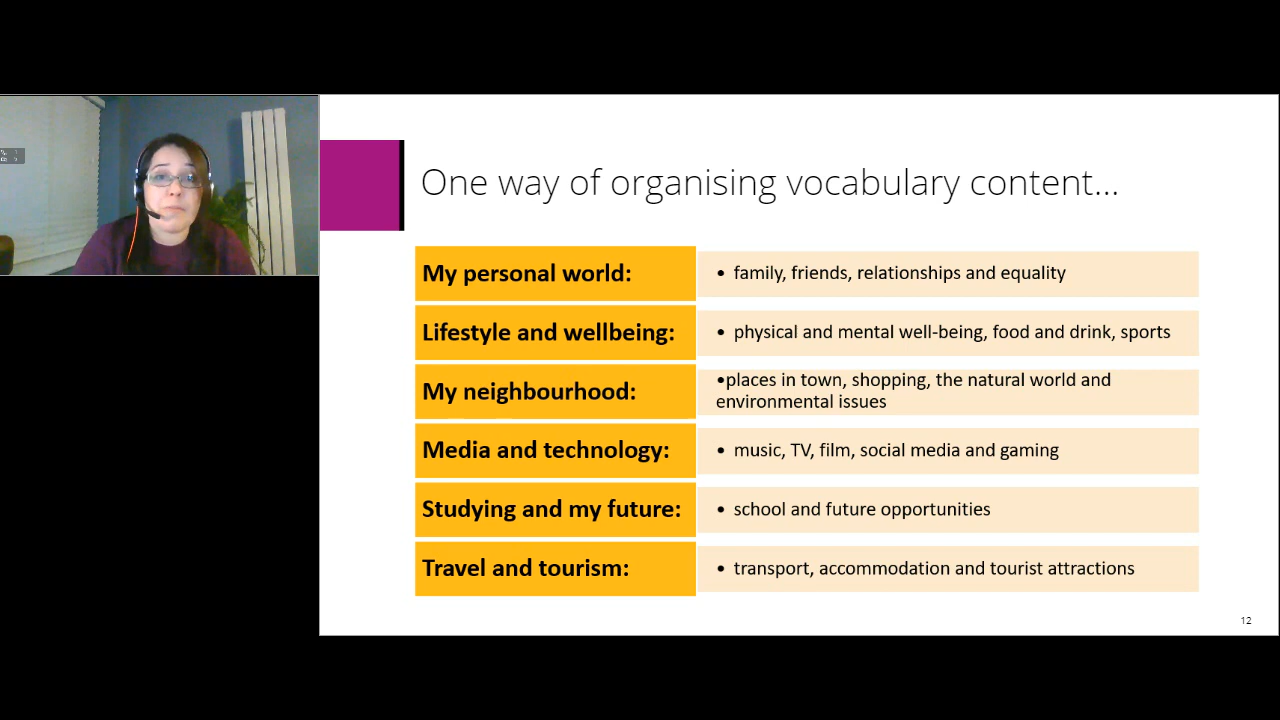 One way of organising vocabulary content...
My personal world:
• family, friends, relationships and equality
Lifestyle and wellbeing:
• physical and mental well-being, food and drink, sports
My neighbourhood:
•places in town, shopping, the natural world and
environmental issues
Media and technology:
• music, TV, film, social media and gaming
Studying and my future:
• school and future opportunities
Travel and tourism:
• transport, accommodation and tourist attractions
12